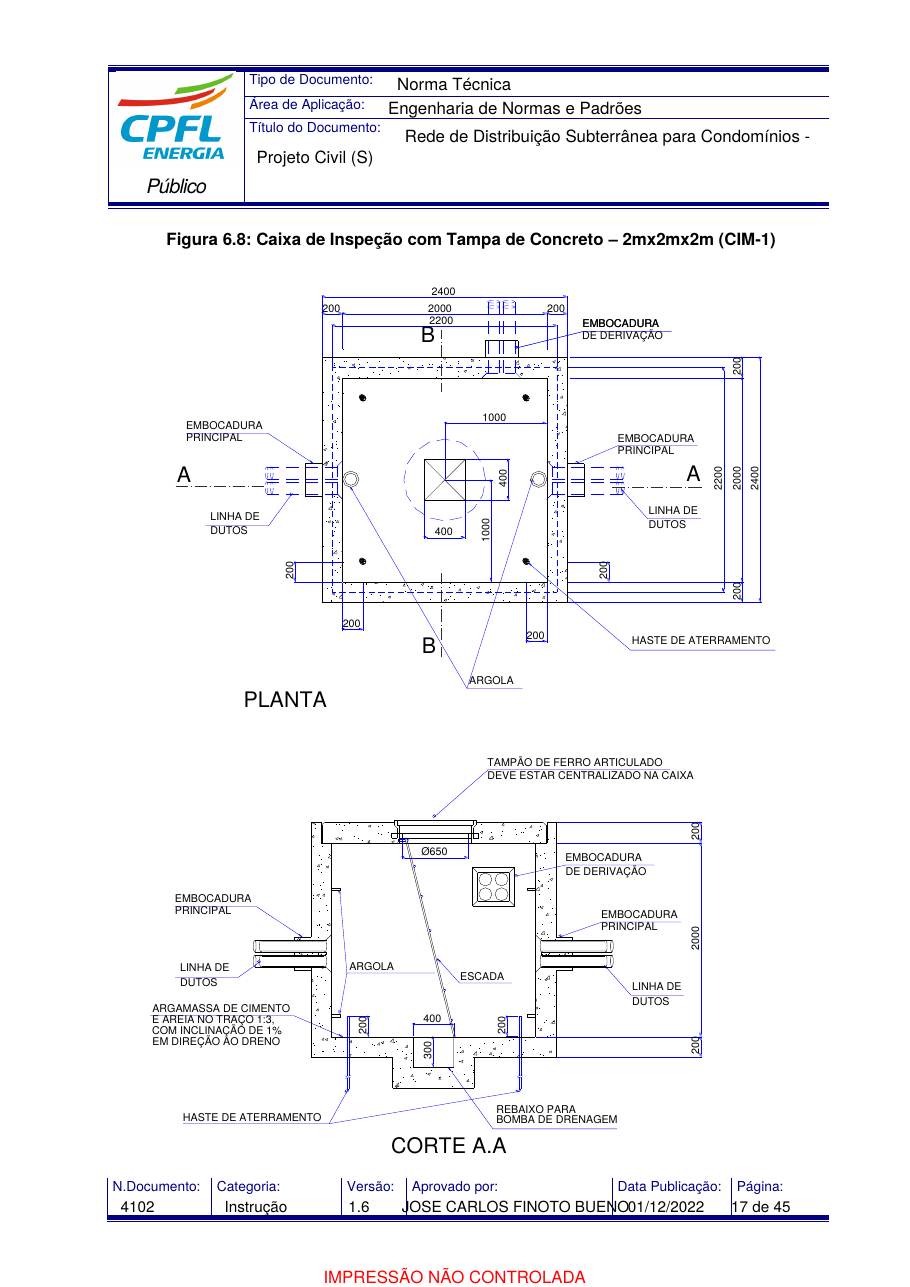 CPFL
ENERGIA
Público
Tipo de Documento: Norma Técnica
Área de Aplicação: Engenharia de Normas e Padrões
Título do Documento: Rede de Distribuição Subterrânea para Condomínios -
Projeto Civil (S)
Figura 6.8: Caixa de Inspeção com Tampa de Concreto – 2mx2mx2m (CIM-1)
2400
200 2000 200
2200
B
EMBOCADURA
DE DERIVAÇÃO
200
1000
EMBOCADURA
PRINCIPAL
EMBOCADURA
PRINCIPAL
A
A
400
2200
2000
2400
LINHA DE
DUTOS
LINHA DE
DUTOS
400
1000
200
200
200
200
200
B
HASTE DE ATERRAMENTO
ARGOLA
PLANTA
TAMPÃO DE FERRO ARTICULADO
DEVE ESTAR CENTRALIZADO NA CAIXA
200
Ø650
EMBOCADURA
DE DERIVAÇÃO
EMBOCADURA
PRINCIPAL
EMBOCADURA
PRINCIPAL
2000
LINHA DE
DUTOS
ARGOLA
ESCADA
LINHA DE
DUTOS
ARGAMASSA DE CIMENTO
E AREIA NO TRAÇO 1:3,
COM INCLINAÇÃO DE 1%
EM DIREÇÃO AO DRENO
200
400
200
300
200
HASTE DE ATERRAMENTO
REBAIXO PARA
BOMBA DE DRENAGEM
CORTE A.A
N.Documento: Categoria: Versão: Aprovado por: Data Publicação: Página:
4102 Instrução 1.6 JOSE CARLOS FINOTO BUENO 01/12/2022 17 de 45
IMPRESSÃO NÃO CONTROLADA